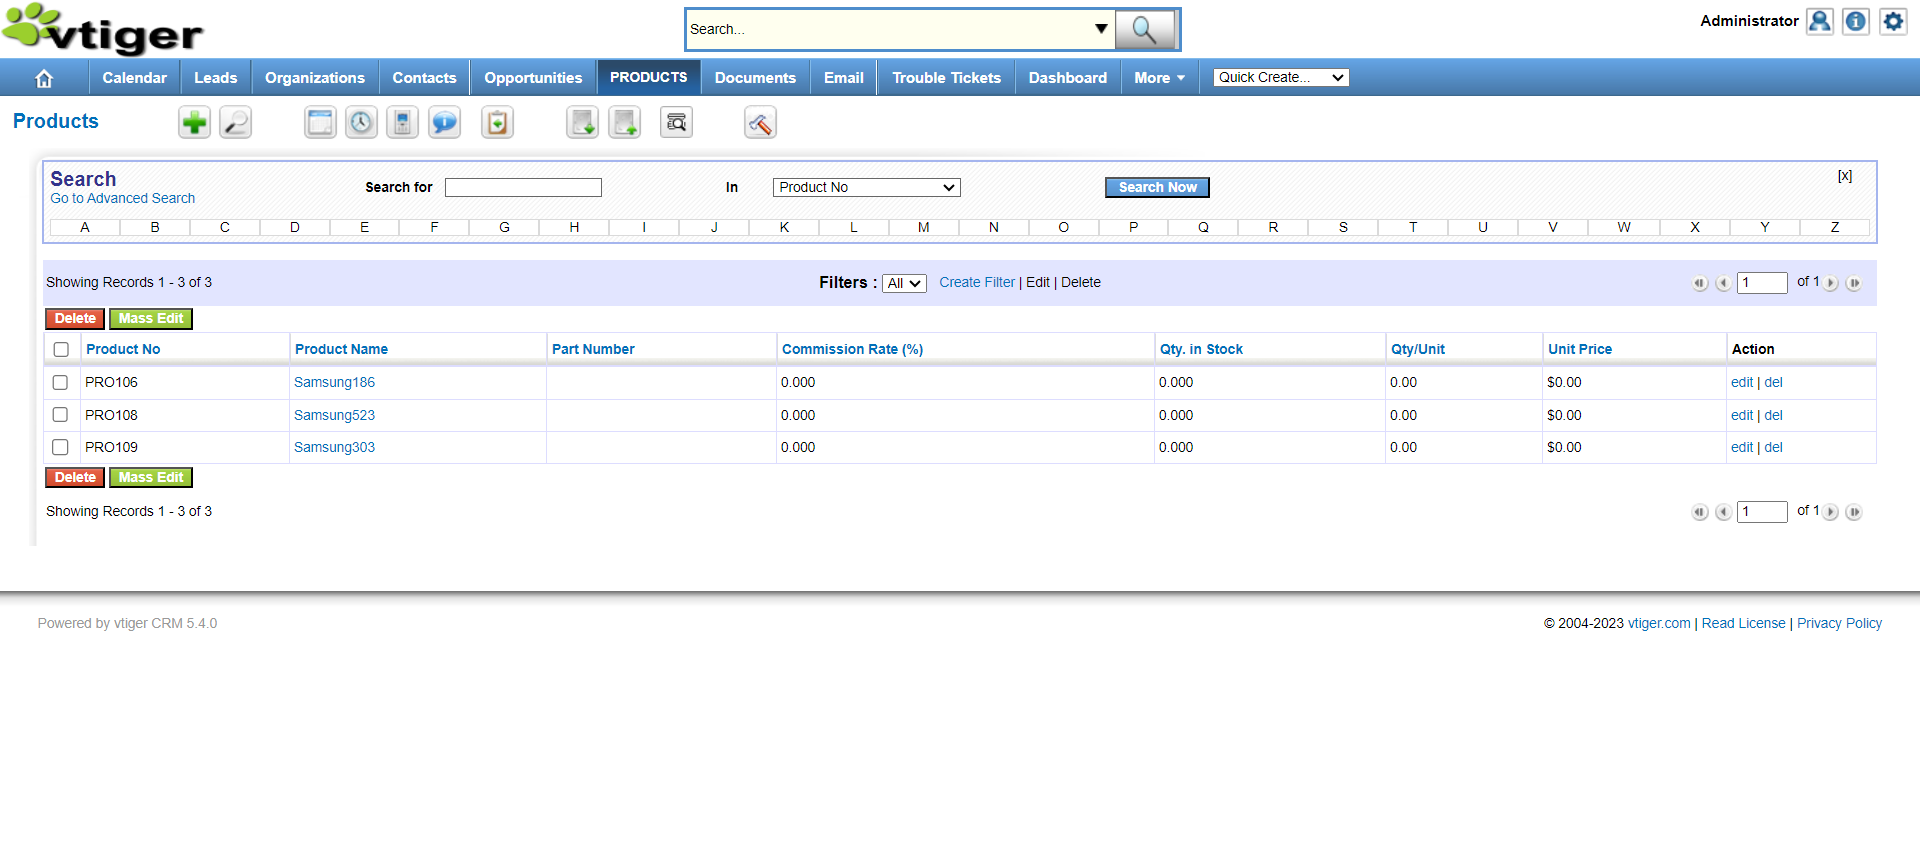 vtiger
Search...
Administrator
Calendar Leads Organizations Contacts Opportunities PRODUCTS Documents Email Trouble Tickets Dashboard More Quick Create...
Products
Search
Go to Advanced Search
Search for In Product No Search Now [x]
A B C D E F G H I J K L M N O P Q R S T U V W X Y Z
Showing Records 1 - 3 of 3 Filters : All Create Filter | Edit | Delete 1 of 1
Delete Mass Edit
Product No Product Name Part Number Commission Rate (%) Qty. in Stock Qty/Unit Unit Price Action
PRO106 Samsung186 0.000 0.000 0.00 $0.00 edit | del
PRO108 Samsung523 0.000 0.000 0.00 $0.00 edit | del
PRO109 Samsung303 0.000 0.000 0.00 $0.00 edit | del
Delete Mass Edit
Showing Records 1 - 3 of 3 1 of 1
Powered by vtiger CRM 5.4.0 © 2004-2023 vtiger.com | Read License | Privacy Policy